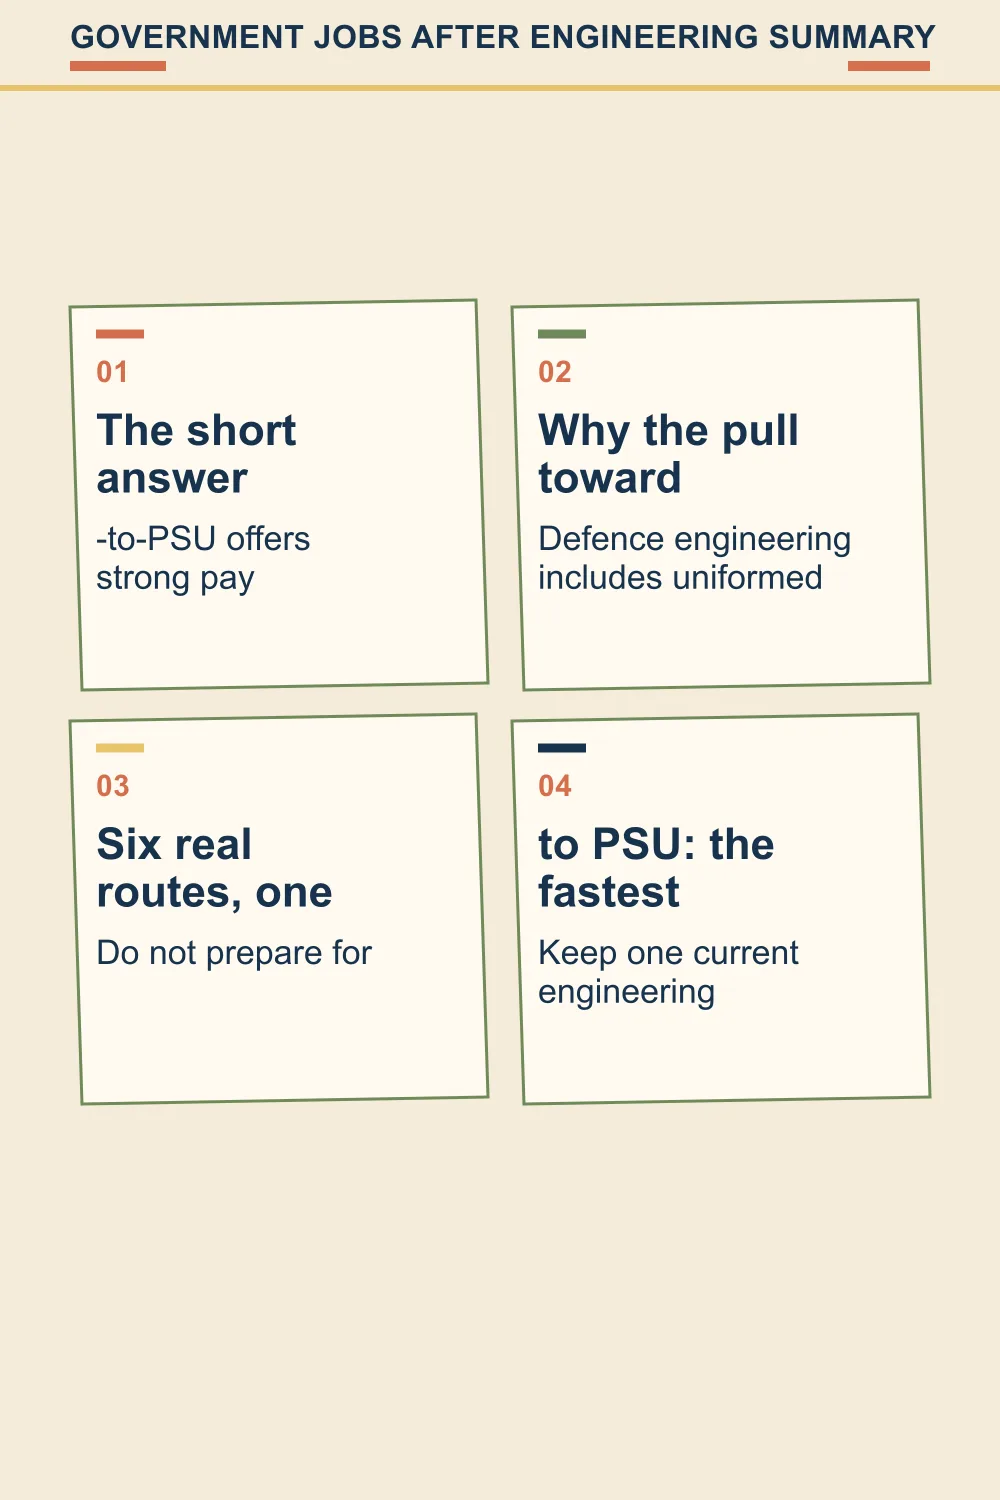 GOVERNMENT JOBS AFTER ENGINEERING SUMMARY
01
The short
answer
-to-PSU offers
strong pay
02
Why the pull
toward
Defence engineering
includes uniformed
03
Six real
routes, one
Do not prepare for
04
to PSU: the
fastest
Keep one current
engineering